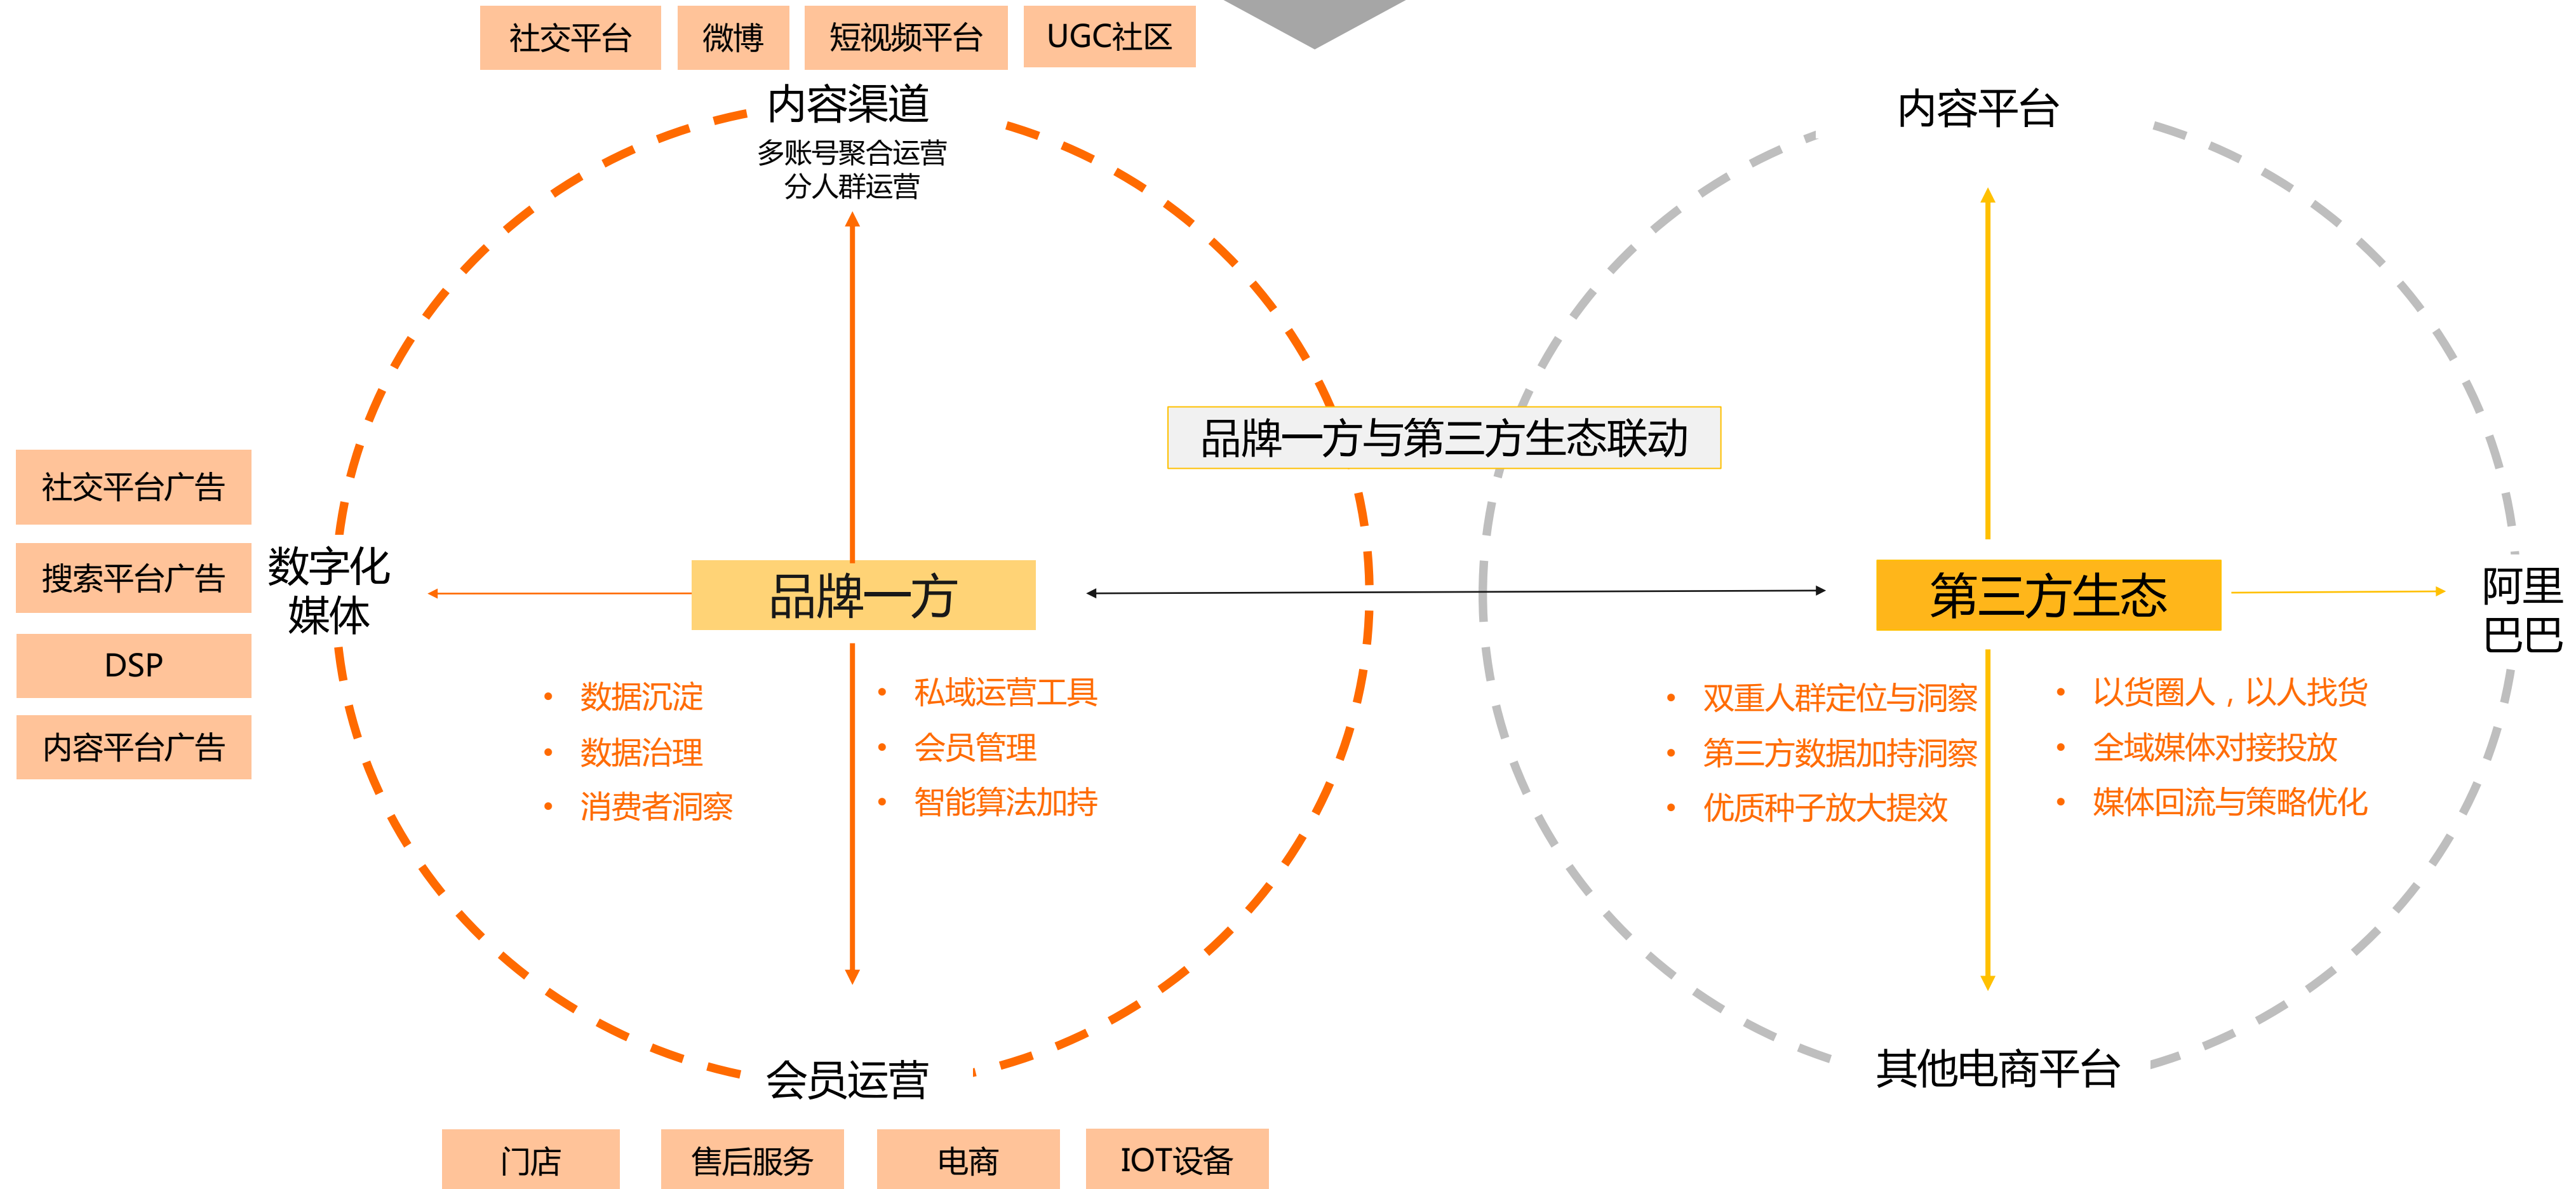 社交平台
微博
短视频平台
UGC社区
内容渠道
多账号聚合运营
分人群运营
内容平台
品牌一方与第三方生态联动
社交平台广告
搜索平台广告
DSP
内容平台广告
数字化
媒体
品牌一方
第三方生态
阿里
巴巴
• 数据沉淀
• 数据治理
• 消费者洞察
• 私域运营工具
• 会员管理
• 智能算法加持
• 双重人群定位与洞察
• 第三方数据加持洞察
• 优质种子放大提效
• 以货圈人，以人找货
• 全域媒体对接投放
• 媒体回流与策略优化
会员运营
其他电商平台
门店
售后服务
电商
IOT设备